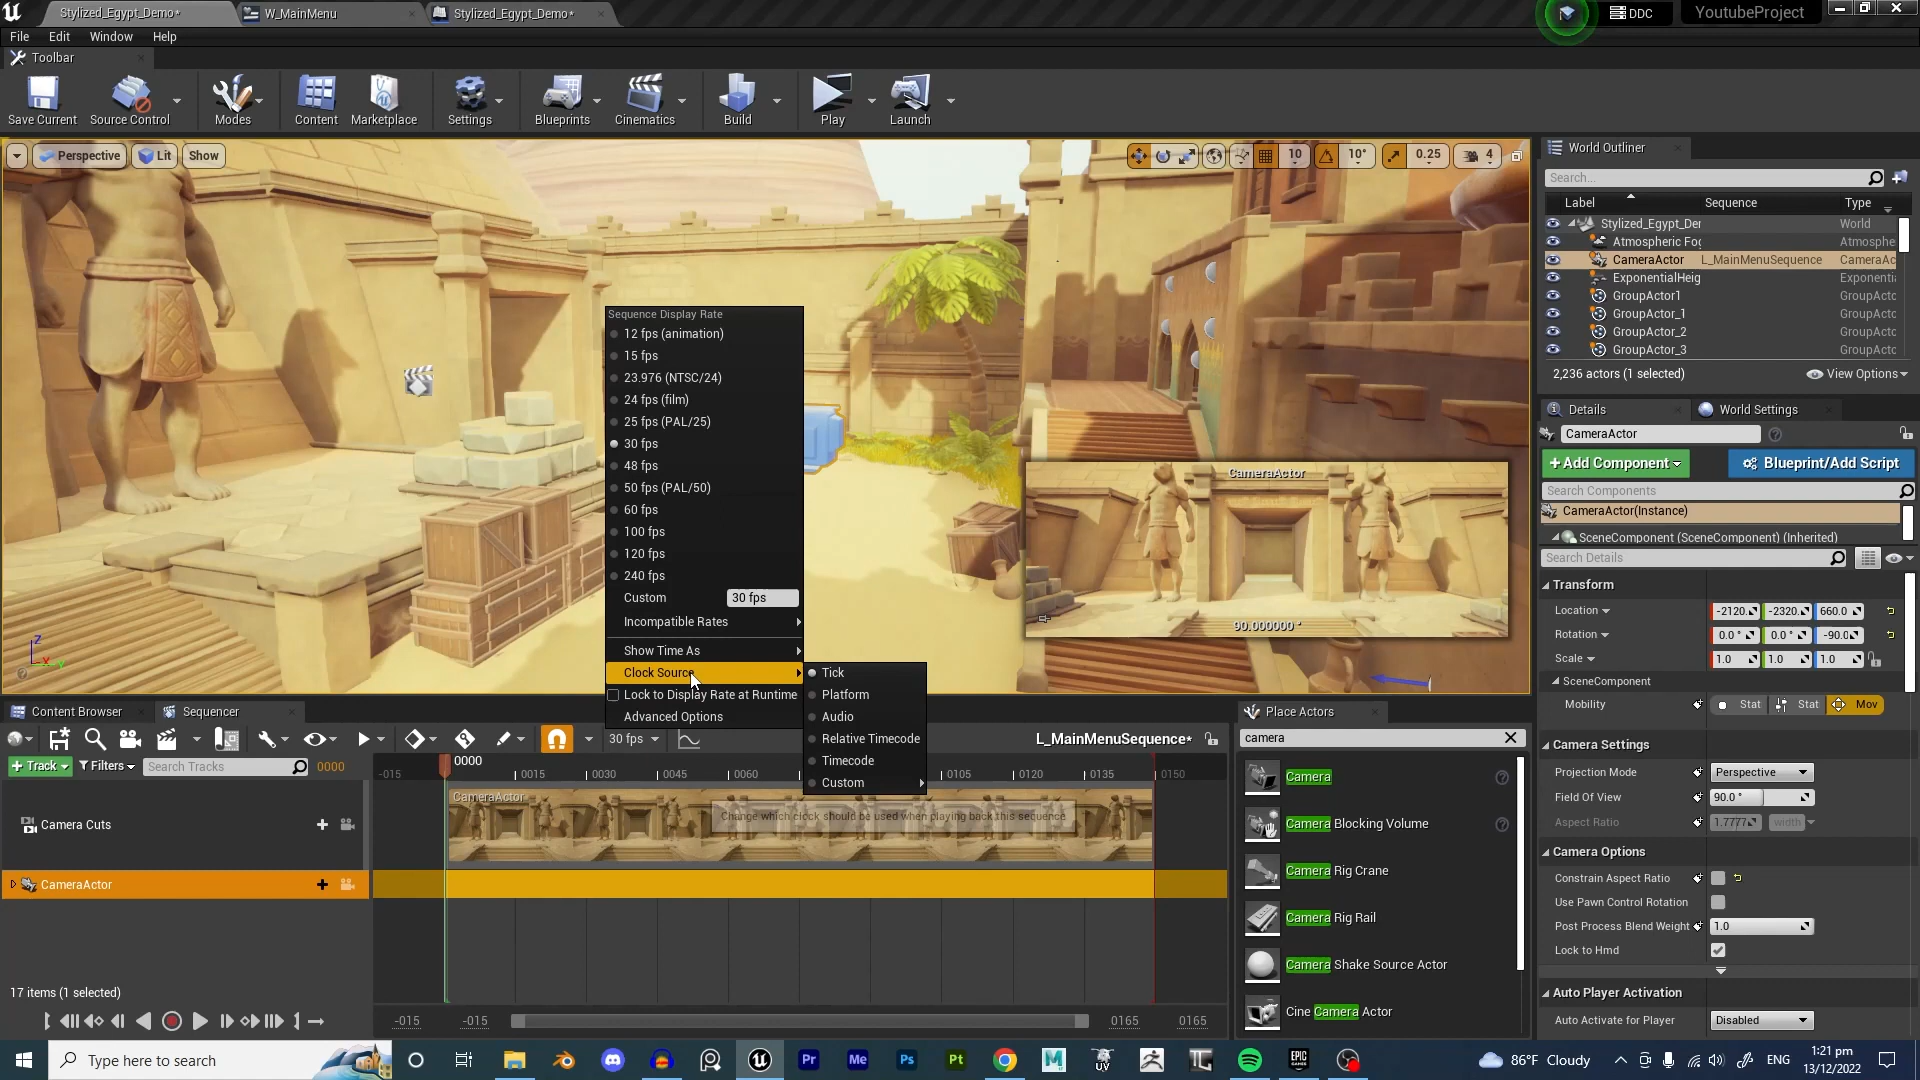 Stylized_Egypt_Demo*
W_MainMenu
Stylized_Egypt_Demo*
DDC
YoutubeProject
File
Edit
Window
Help
Toolbar
Save Current
Source Control
Modes
Content
Marketplace
Settings
Blueprints
Cinematics
Build
Play
Launch
Perspective
Lit
Show
10
10°
0.25
4
World Outliner
Search...
Label
Sequence
Type
Stylized_Egypt_Der
World
Atmospheric Fog
Atmosphe
CameraActor
L_MainMenuSequence
CameraAc
ExponentialHeig
Exponentia
GroupActor1
GroupActo
GroupActor_1
GroupActo
GroupActor_2
GroupActo
GroupActor_3
GroupActo
2,236 actors (1 selected)
View Options
Sequence Display Rate
12 fps (animation)
15 fps
23.976 (NTSC/24)
24 fps (film)
25 fps (PAL/25)
30 fps
48 fps
50 fps (PAL/50)
60 fps
100 fps
120 fps
240 fps
Custom
30 fps
Incompatible Rates
Show Time As
Clock Source
Lock to Display Rate at Runtime
Advanced Options
Tick
Platform
Audio
Relative Timecode
Timecode
Custom
CameraActor
90.000000 °
Z
X
Y
Details
World Settings
CameraActor
+Add Component
Blueprint/Add Script
Search Components
CameraActor(Instance)
SceneComponent (SceneComponent) (Inherited)
Search Details
Transform
Location
-2120.
-2320.
660.0
Rotation
0.0 °
0.0 °
-90.0
Scale
1.0
1.0
1.0
SceneComponent
Mobility
Stat
Stat
Mov
Camera Settings
Projection Mode
Perspective
Field Of View
90.0 °
Aspect Ratio
1.7777
width
Camera Options
Constrain Aspect Ratio
Use Pawn Control Rotation
Post Process Blend Weight
1.0
Lock to Hmd
Auto Player Activation
Auto Activate for Player
Disabled
Content Browser
Sequencer
30 fps
L_MainMenuSequence*
+ Track
Filters
Search Tracks
0000
-015
0000
0015
0030
0045
0060
0105
0120
0135
0150
Camera Cuts
CameraActor
Change which clock should be used when playing back this sequence
CameraActor
17 items (1 selected)
-015
-015
0165
0165
Place Actors
camera
Camera
Camera Blocking Volume
Camera Rig Crane
Camera Rig Rail
Camera Shake Source Actor
Cine Camera Actor
Type here to search
Pr
Me
Ps
Pt
UV
EPIC
GAMES
86°F Cloudy
ENG
1:21 pm
13/12/2022